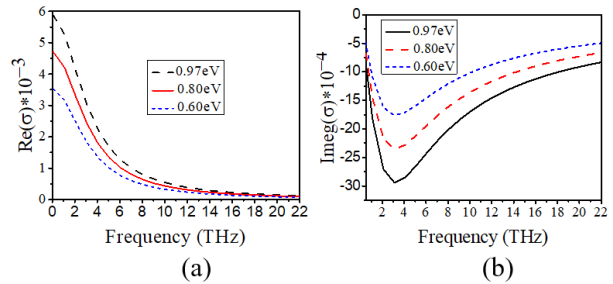 (a)
6
5
4
3
2
1
0
Re(σ)*10⁻³
0.97eV
0.80eV
0.60eV
0 2 4 6 8 10 12 14 16 18 20 22
Frequency (THz)
(a)
(b)
0
-5
-10
-15
-20
-25
-30
Imeg(σ)*10⁻⁴
0.97eV
0.80eV
0.60eV
2 4 6 8 10 12 14 16 18 20 22
Frequency (THz)
(b)